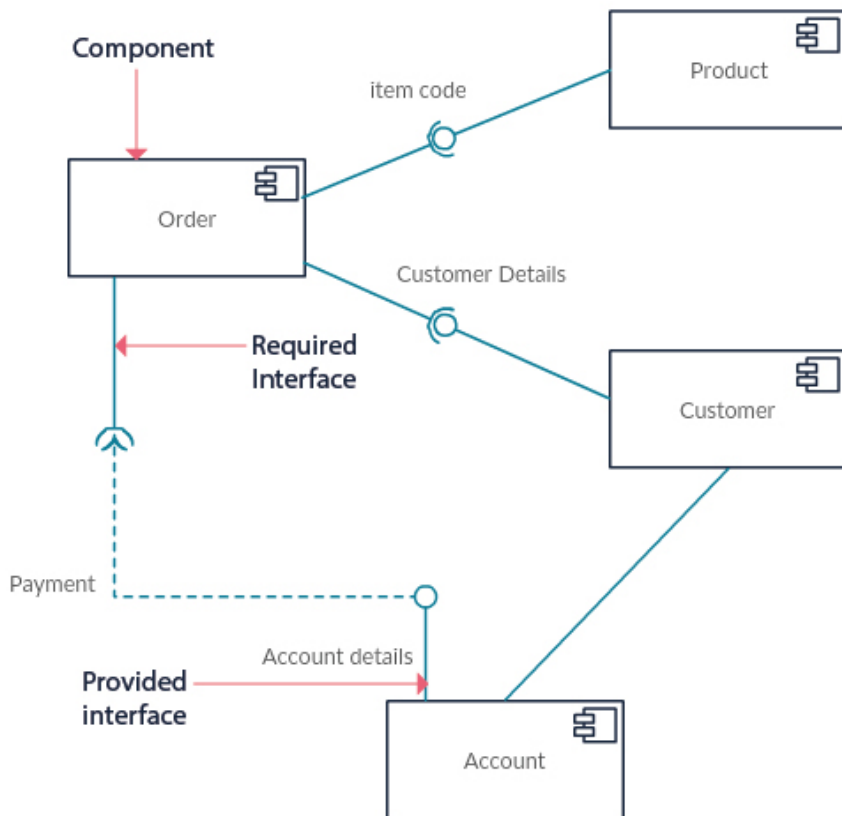 Component
Product
item code
Order
Customer Details
Required
Interface
Customer
Payment
Account details
Provided
interface
Account